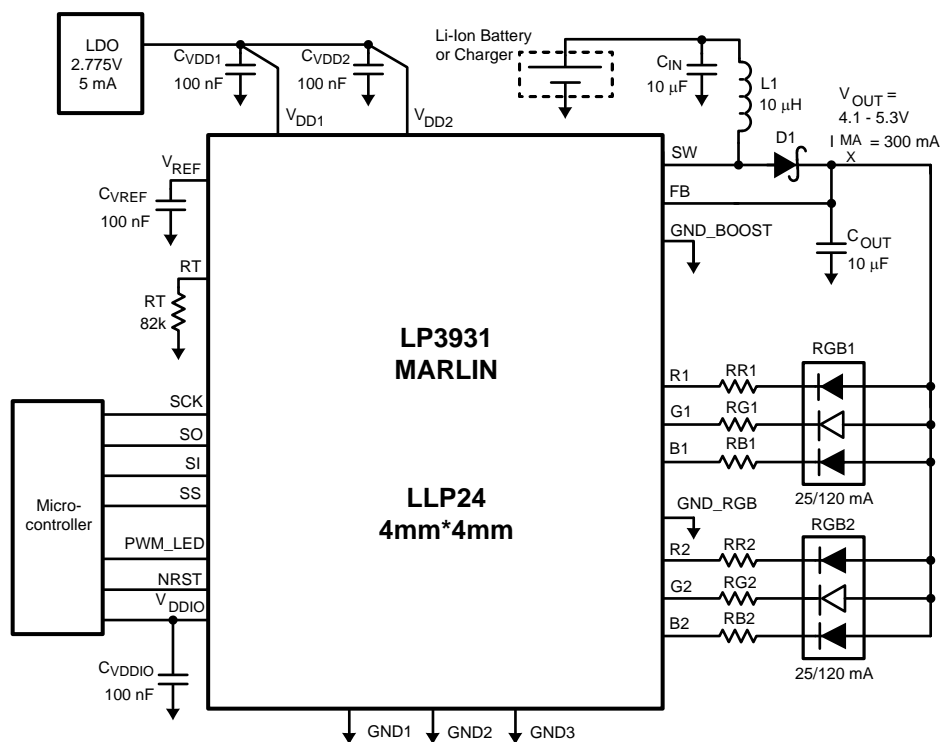 LDO
2.775V
5 mA
CVDD1
100 nF
CVDD2
100 nF
VDD1
VDD2
Li-Ion Battery
or Charger
CIN
10 μF
L1
10 μH
VOUT =
4.1 - 5.3V
I MAX = 300 mA
D1
SW
FB
GND_BOOST
COUT
10 μF
VREF
CVREF
100 nF
RT
RT
82k
LP3931
MARLIN
LLP24
4mm*4mm
Micro-
controller
SCK
SO
SI
SS
PWM_LED
NRST
VDDIO
CVDDIO
100 nF
RGB1
R1
RR1
G1
RG1
B1
RB1
25/120 mA
GND_RGB
RGB2
R2
RR2
G2
RG2
B2
RB2
25/120 mA
GND1
GND2
GND3